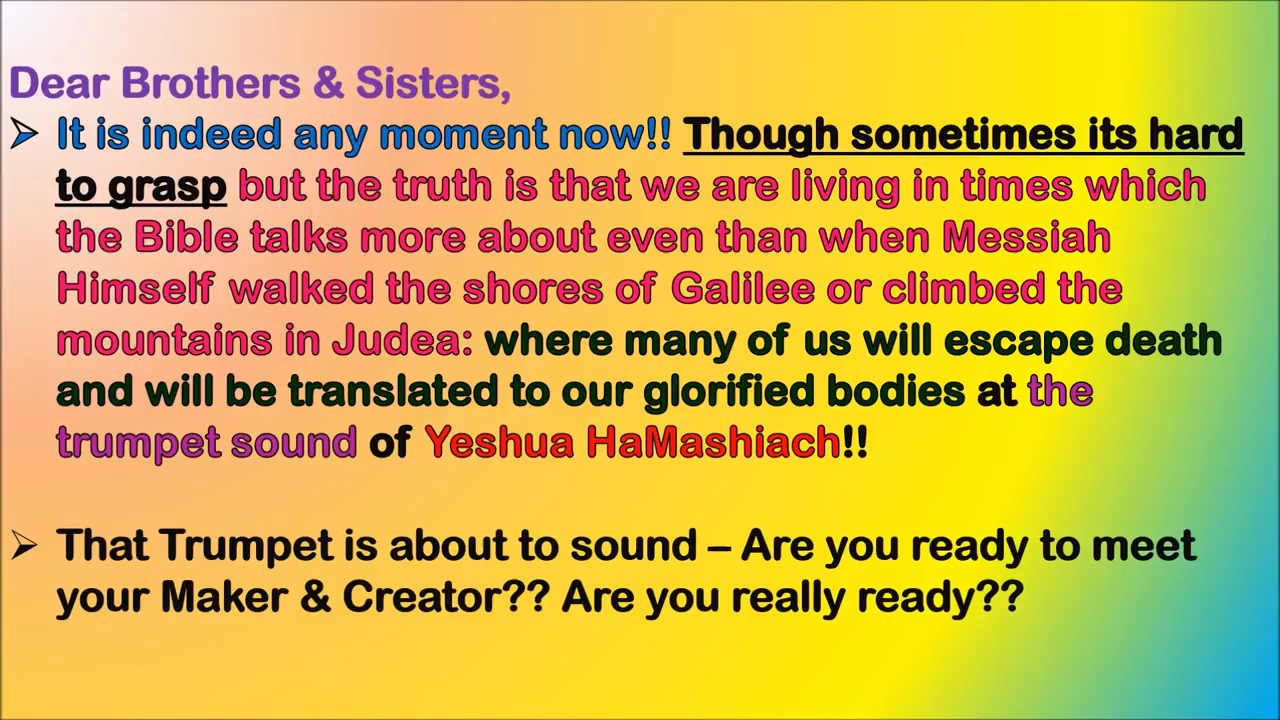 Dear Brothers & Sisters,
➢ It is indeed any moment now!! Though sometimes its hard
to grasp but the truth is that we are living in times which
the Bible talks more about even than when Messiah
Himself walked the shores of Galilee or climbed the
mountains in Judea: where many of us will escape death
and will be translated to our glorified bodies at the
trumpet sound of Yeshua HaMashiach!!
➢ That Trumpet is about to sound – Are you ready to meet
your Maker & Creator?? Are you really ready??